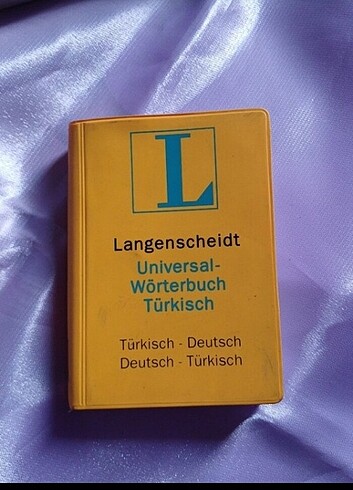 L
Langenscheidt
Universal-
Wörterbuch
Türkisch
Türkisch - Deutsch
Deutsch - Türkisch